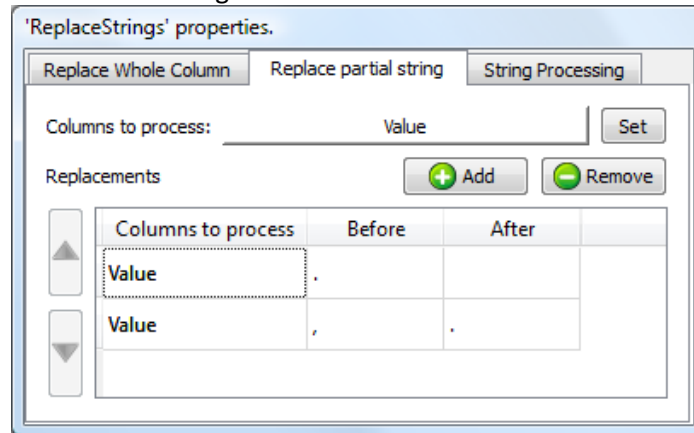 'ReplaceStrings' properties.
Replace Whole Column Replace partial string String Processing
Columns to process: Value Set
Replacements Add Remove
Columns to process Before After
Value .
Value , .